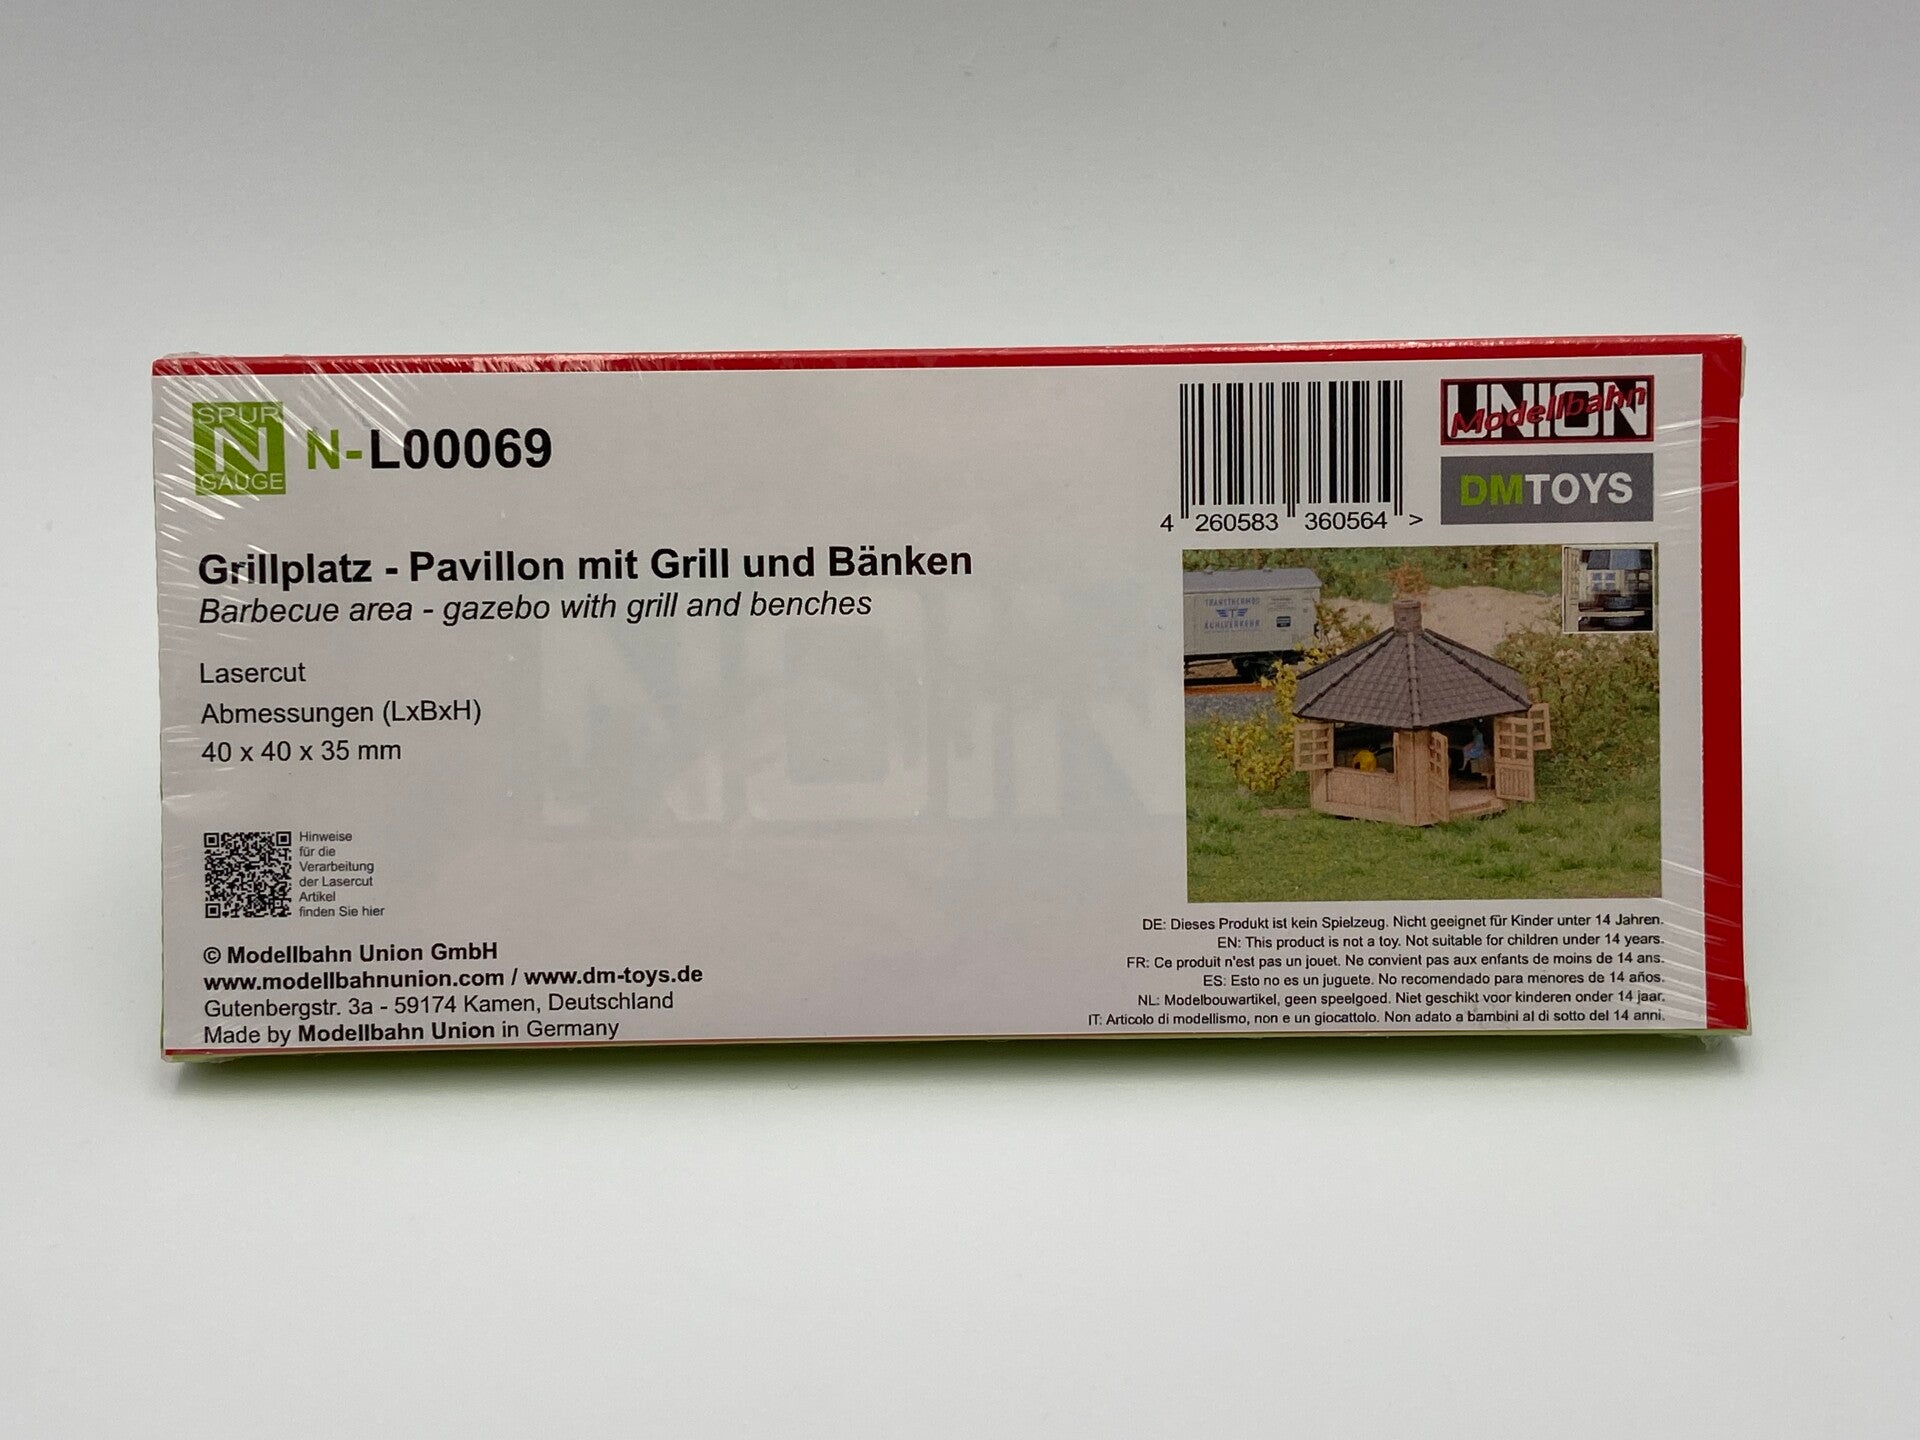 SPUR
N
GAUGE
N-L00069
Grillplatz - Pavillon mit Grill und Bänken
Barbecue area - gazebo with grill and benches
Lasercut
Abmessungen (LxBxH)
40 x 40 x 35 mm
Hinweise
für die
Verarbeitung
der Lasercut
Artikel
finden Sie hier
© Modellbahn Union GmbH
www.modellbahnunion.com / www.dm-toys.de
Gutenbergstr. 3a - 59174 Kamen, Deutschland
Made by Modellbahn Union in Germany
4 260583 360564 >
UNION
Modellbahn
DMTOYS
TRANSTHERMOS
DE: Dieses Produkt ist kein Spielzeug. Nicht geeignet für Kinder unter 14 Jahren.
EN: This product is not a toy. Not suitable for children under 14 years.
FR: Ce produit n'est pas un jouet. Ne convient pas aux enfants de moins de 14 ans.
ES: Esto no es un juguete. No recomendado para menores de 14 años.
NL: Modelbouwartikel, geen speelgoed. Niet geschikt voor kinderen onder 14 jaar.
IT: Articolo di modellismo, non e un giocattolo. Non adato a bambini al di sotto del 14 anni.